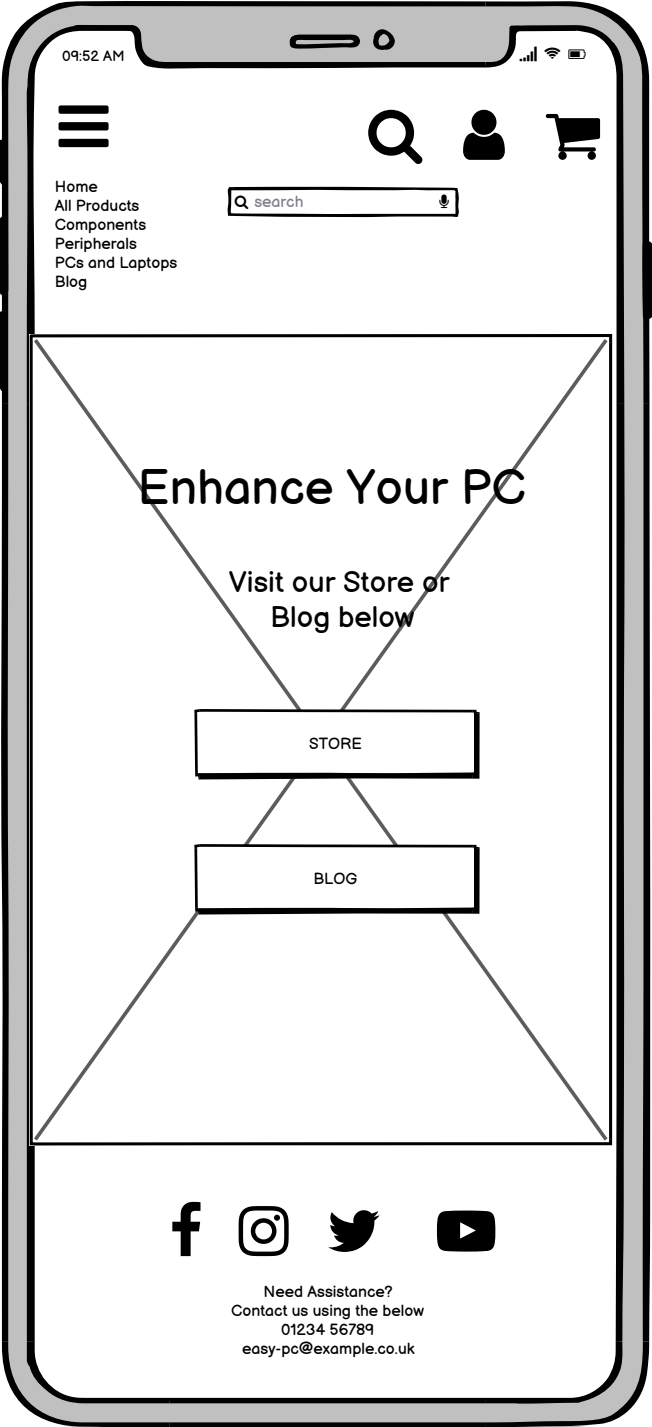 09:52 AM
Home
All Products
Components
Peripherals
PCs and Laptops
Blog
search
Enhance Your PC
Visit our Store or
Blog below
STORE
BLOG
Need Assistance?
Contact us using the below
01234 56789
easy-pc@example.co.uk